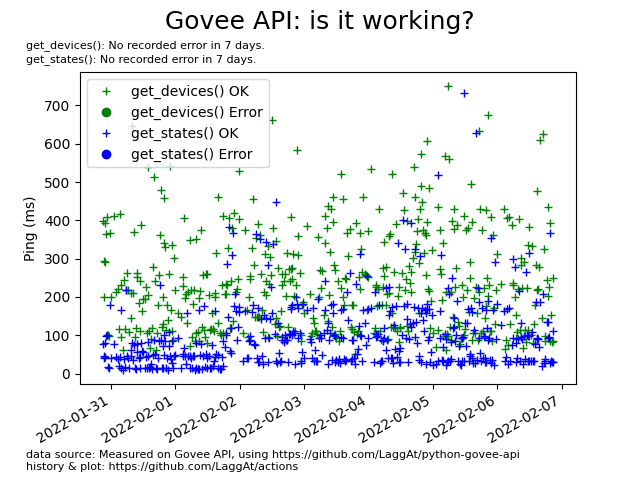 Govee API: is it working?
get_devices(): No recorded error in 7 days.
get_states(): No recorded error in 7 days.
get_devices() OK
get_devices() Error
get_states() OK
get_states() Error
Ping (ms)
700
600
500
400
300
200
100
0
2022-01-31
2022-02-01
2022-02-02
2022-02-03
2022-02-04
2022-02-05
2022-02-06
2022-02-07
data source: Measured on Govee API, using https://github.com/LaggAt/python-govee-api
history & plot: https://github.com/LaggAt/actions